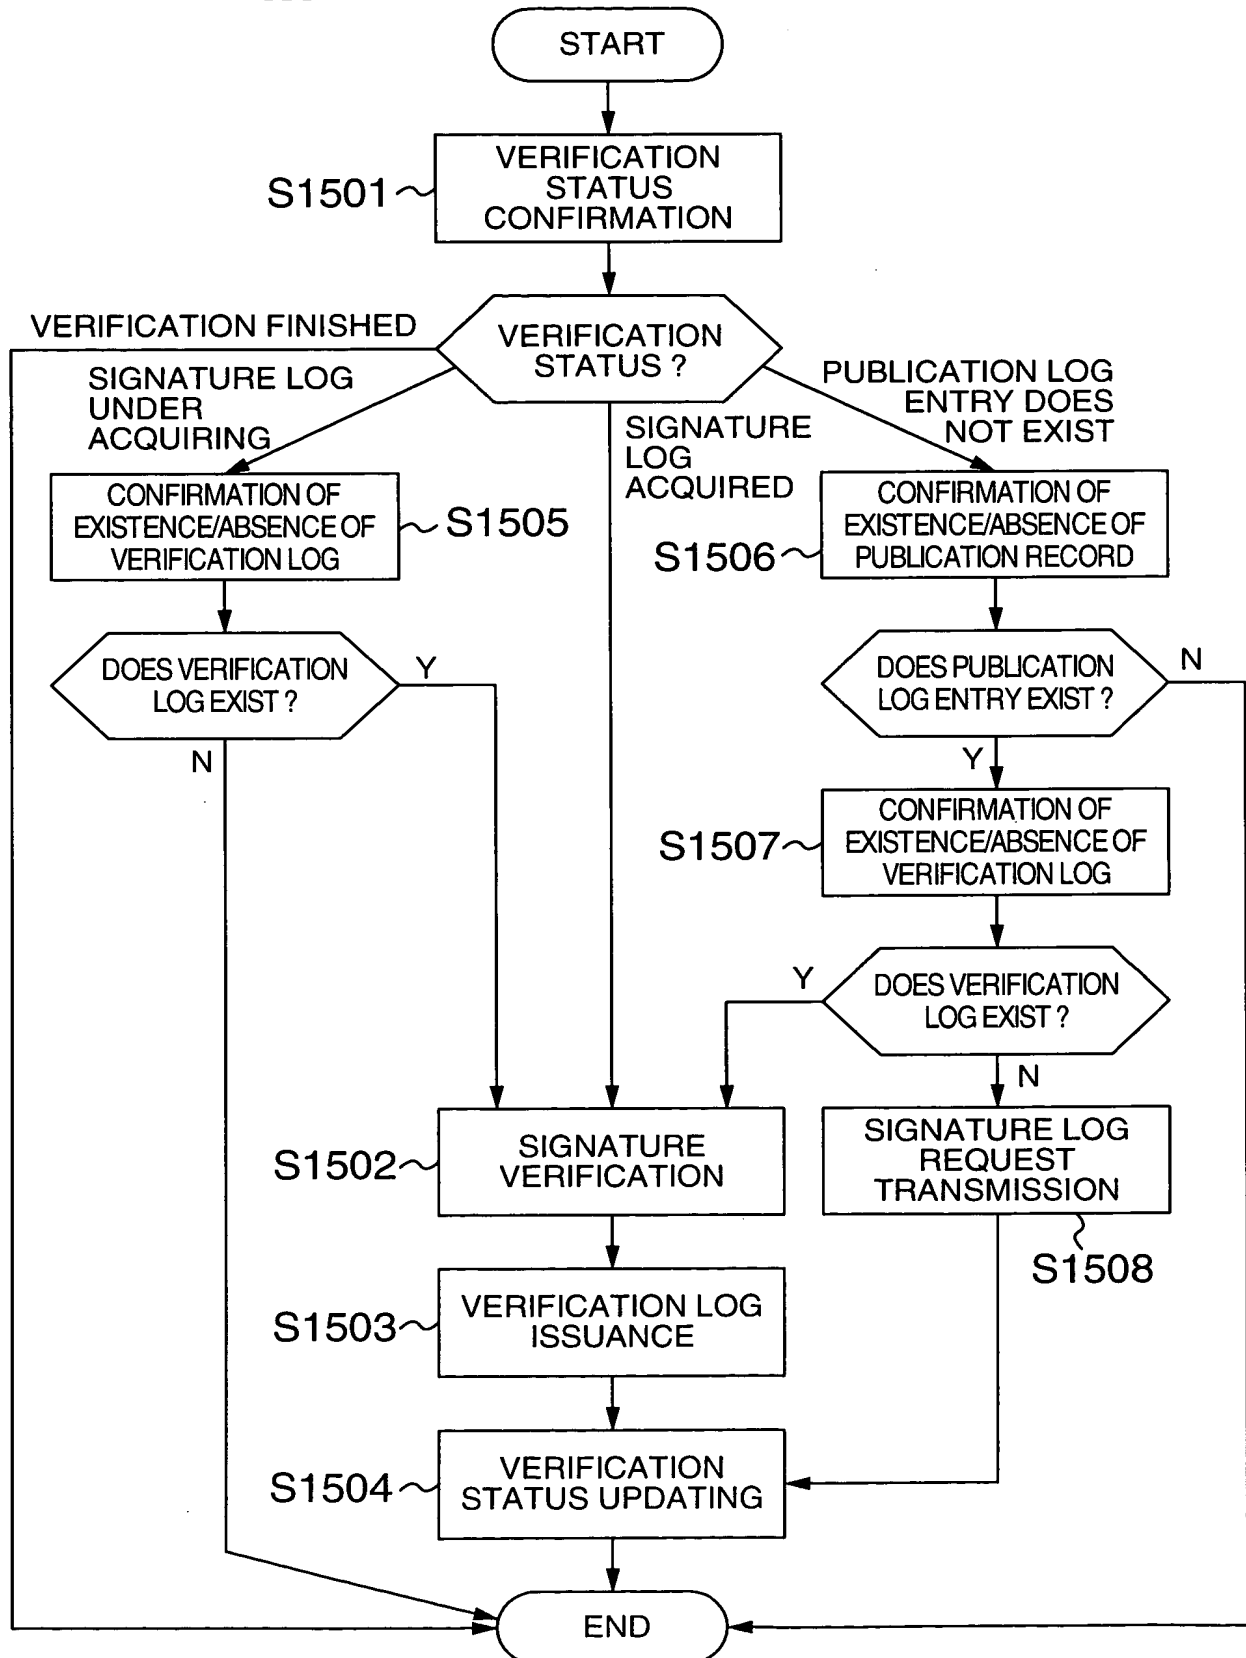 START
VERIFICATION
STATUS
CONFIRMATION
S1501
VERIFICATION FINISHED
VERIFICATION
STATUS ?
SIGNATURE LOG
UNDER
ACQUIRING
SIGNATURE
LOG
ACQUIRED
PUBLICATION LOG
ENTRY DOES
NOT EXIST
CONFIRMATION OF
EXISTENCE/ABSENCE OF
VERIFICATION LOG
S1505
CONFIRMATION OF
EXISTENCE/ABSENCE OF
PUBLICATION RECORD
S1506
DOES VERIFICATION
LOG EXIST ?
Y
N
DOES PUBLICATION
LOG ENTRY EXIST ?
N
Y
CONFIRMATION OF
EXISTENCE/ABSENCE OF
VERIFICATION LOG
S1507
DOES VERIFICATION
LOG EXIST ?
Y
N
SIGNATURE
VERIFICATION
S1502
SIGNATURE LOG
REQUEST
TRANSMISSION
S1508
VERIFICATION LOG
ISSUANCE
S1503
VERIFICATION
STATUS UPDATING
S1504
END